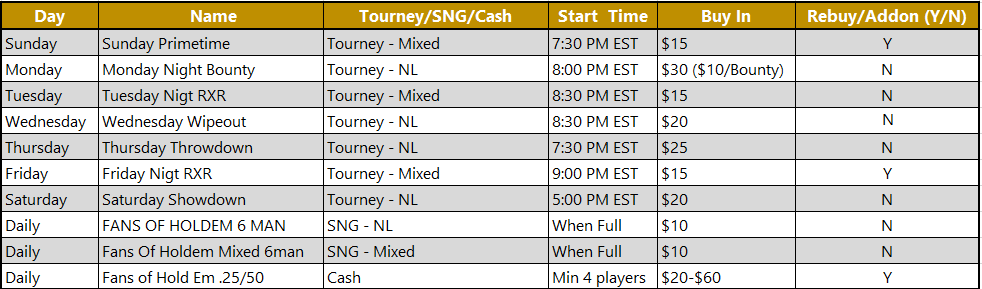 Day Name Tourney/SNG/Cash Start Time Buy In Rebuy/Addon (Y/N)
Sunday Sunday Primetime Tourney - Mixed 7:30 PM EST $15 Y
Monday Monday Night Bounty Tourney - NL 8:00 PM EST $30 ($10/Bounty) N
Tuesday Tuesday Nigt RXR Tourney - Mixed 8:30 PM EST $15 N
Wednesday Wednesday Wipeout Tourney - NL 8:30 PM EST $20 N
Thursday Thursday Throwdown Tourney - NL 7:30 PM EST $25 N
Friday Friday Nigt RXR Tourney - Mixed 9:00 PM EST $15 Y
Saturday Saturday Showdown Tourney - NL 5:00 PM EST $20 N
Daily FANS OF HOLDEM 6 MAN SNG - NL When Full $10 N
Daily Fans Of Holdem Mixed 6man SNG - Mixed When Full $10 N
Daily Fans of Hold Em .25/50 Cash Min 4 players $20-$60 Y